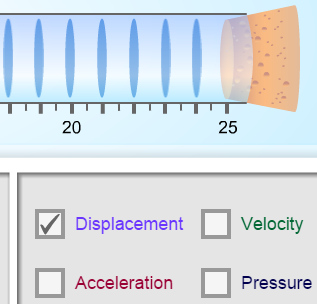 20 25
Displacement Velocity
Acceleration Pressure